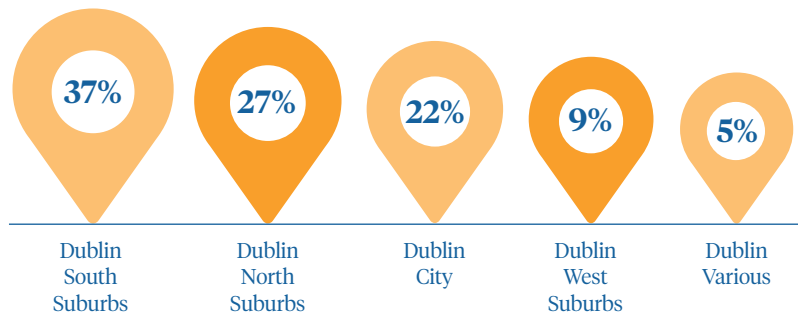 37%
27%
22%
9%
5%
Dublin
South
Suburbs
Dublin
North
Suburbs
Dublin
City
Dublin
West
Suburbs
Dublin
Various